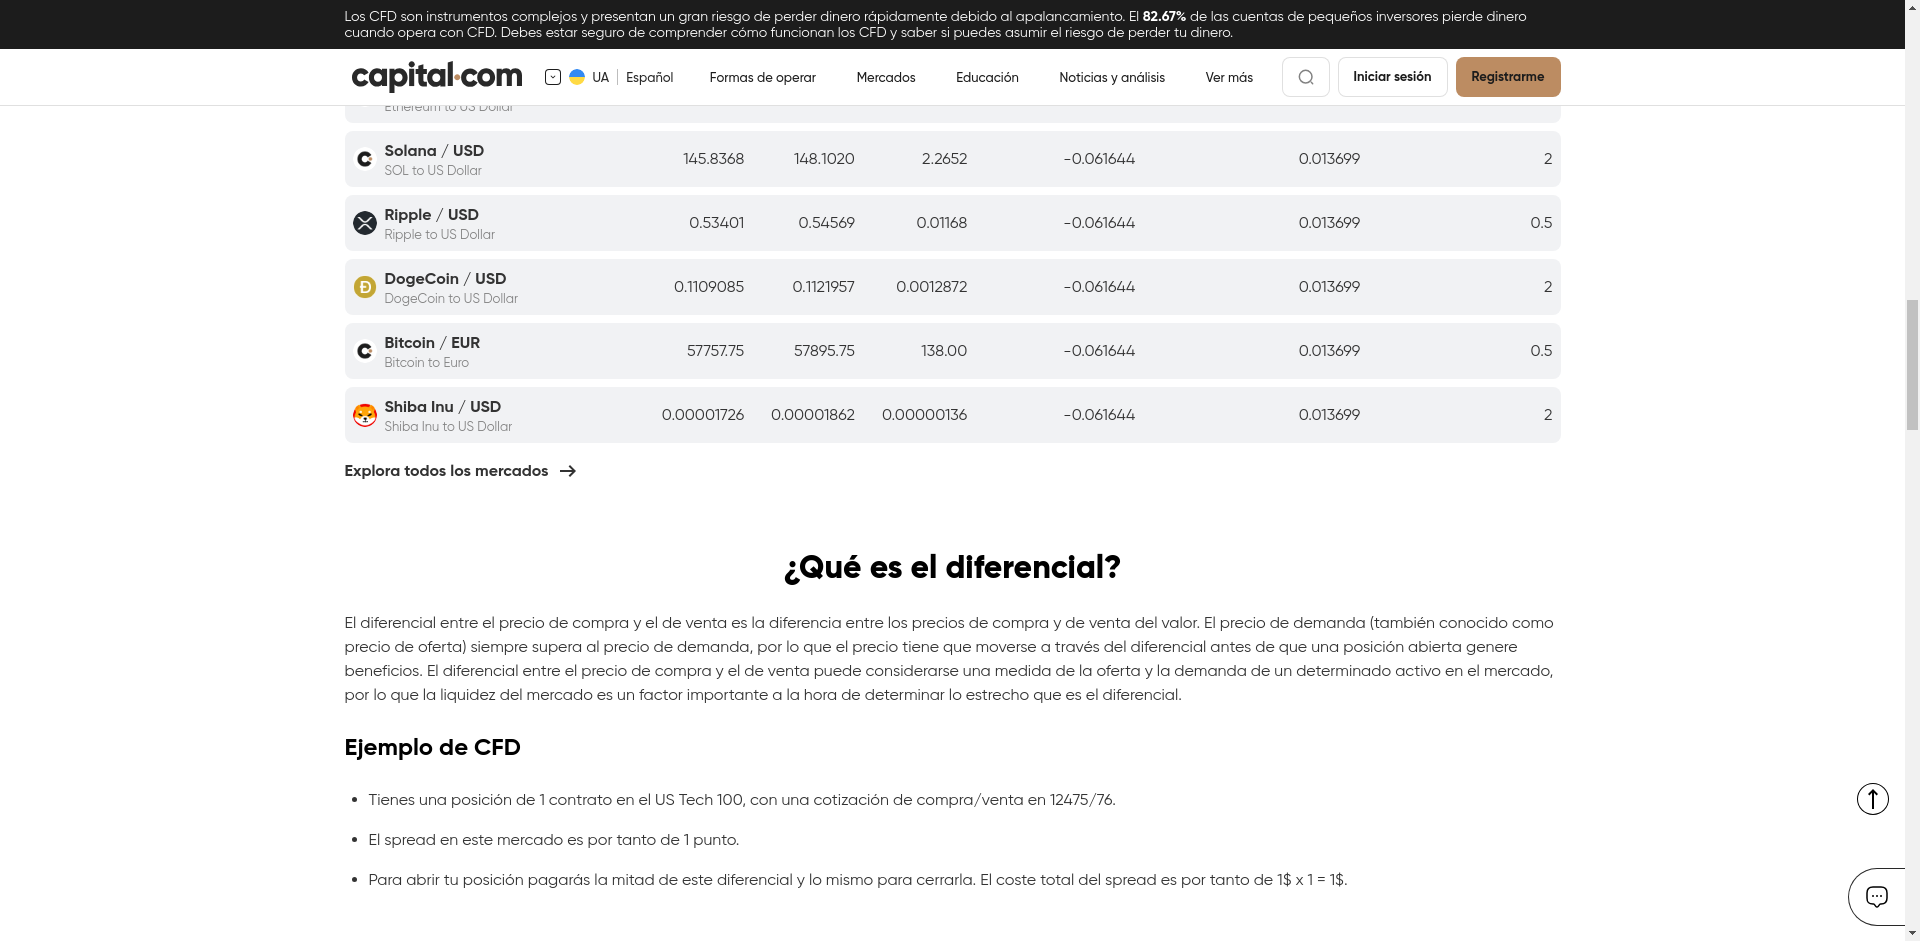 Los CFD son instrumentos complejos y presentan un gran riesgo de perder dinero rápidamente debido al apalancamiento. El 82.67% de las cuentas de pequeños inversores pierde dinero
cuando opera con CFD. Debes estar seguro de comprender cómo funcionan los CFD y saber si puedes asumir el riesgo de perder tu dinero.
capital.com UA Español Formas de operar Mercados Educación Noticias y análisis Ver más Iniciar sesión Registrarme
Ethereum to US Dollar
Solana / USD 145.8368 148.1020 2.2652 -0.061644 0.013699 2
SOL to US Dollar
Ripple / USD 0.53401 0.54569 0.01168 -0.061644 0.013699 0.5
Ripple to US Dollar
DogeCoin / USD 0.1109085 0.1121957 0.0012872 -0.061644 0.013699 2
DogeCoin to US Dollar
Bitcoin / EUR 57757.75 57895.75 138.00 -0.061644 0.013699 0.5
Bitcoin to Euro
Shiba Inu / USD 0.00001726 0.00001862 0.00000136 -0.061644 0.013699 2
Shiba Inu to US Dollar
Explora todos los mercados
¿Qué es el diferencial?
El diferencial entre el precio de compra y el de venta es la diferencia entre los precios de compra y de venta del valor. El precio de demanda (también conocido como
precio de oferta) siempre supera al precio de demanda, por lo que el precio tiene que moverse a través del diferencial antes de que una posición abierta genere
beneficios. El diferencial entre el precio de compra y el de venta puede considerarse una medida de la oferta y la demanda de un determinado activo en el mercado,
por lo que la liquidez del mercado es un factor importante a la hora de determinar lo estrecho que es el diferencial.
Ejemplo de CFD
• Tienes una posición de 1 contrato en el US Tech 100, con una cotización de compra/venta en 12475/76.
• El spread en este mercado es por tanto de 1 punto.
• Para abrir tu posición pagarás la mitad de este diferencial y lo mismo para cerrarla. El coste total del spread es por tanto de 1$ x 1 = 1$.